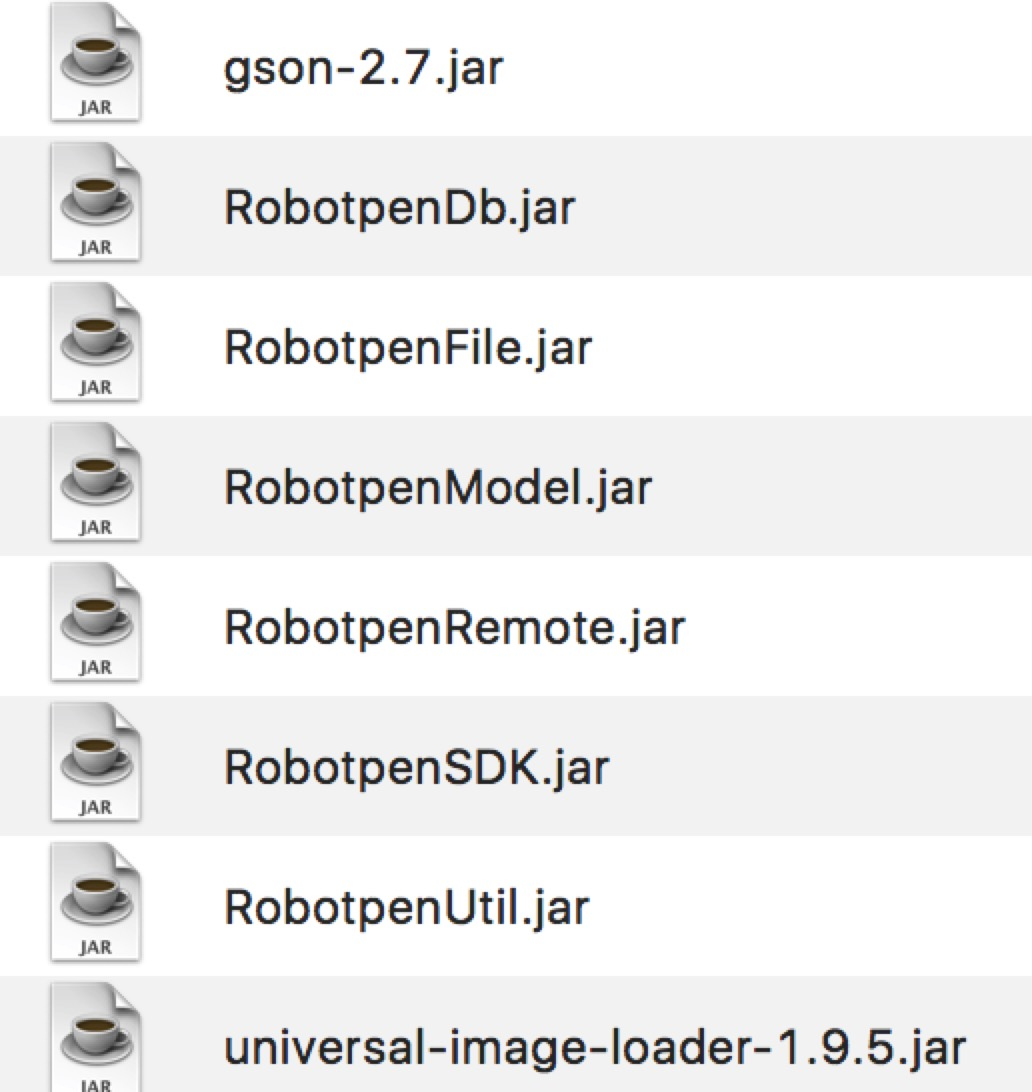 gson-2.7.jar
JAR
RobotpenDb.jar
JAR
RobotpenFile.jar
JAR
RobotpenModel.jar
JAR
RobotpenRemote.jar
JAR
RobotpenSDK.jar
JAR
RobotpenUtil.jar
JAR
universal-image-loader-1.9.5.jar
JAR